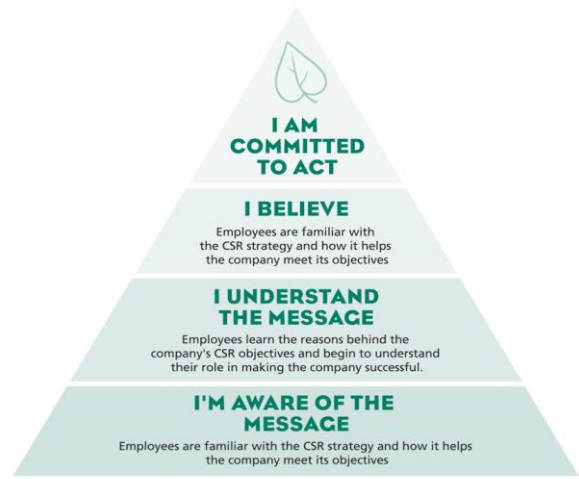 I AM
COMMITTED
TO ACT
I BELIEVE
Employees are familiar with
the CSR strategy and how it helps
the company meet its objectives
I UNDERSTAND
THE MESSAGE
Employees learn the reasons behind the
company's CSR objectives and begin to understand
their role in making the company successful.
I'M AWARE OF THE
MESSAGE
Employees are familiar with the CSR strategy and how it helps
the company meet its objectives